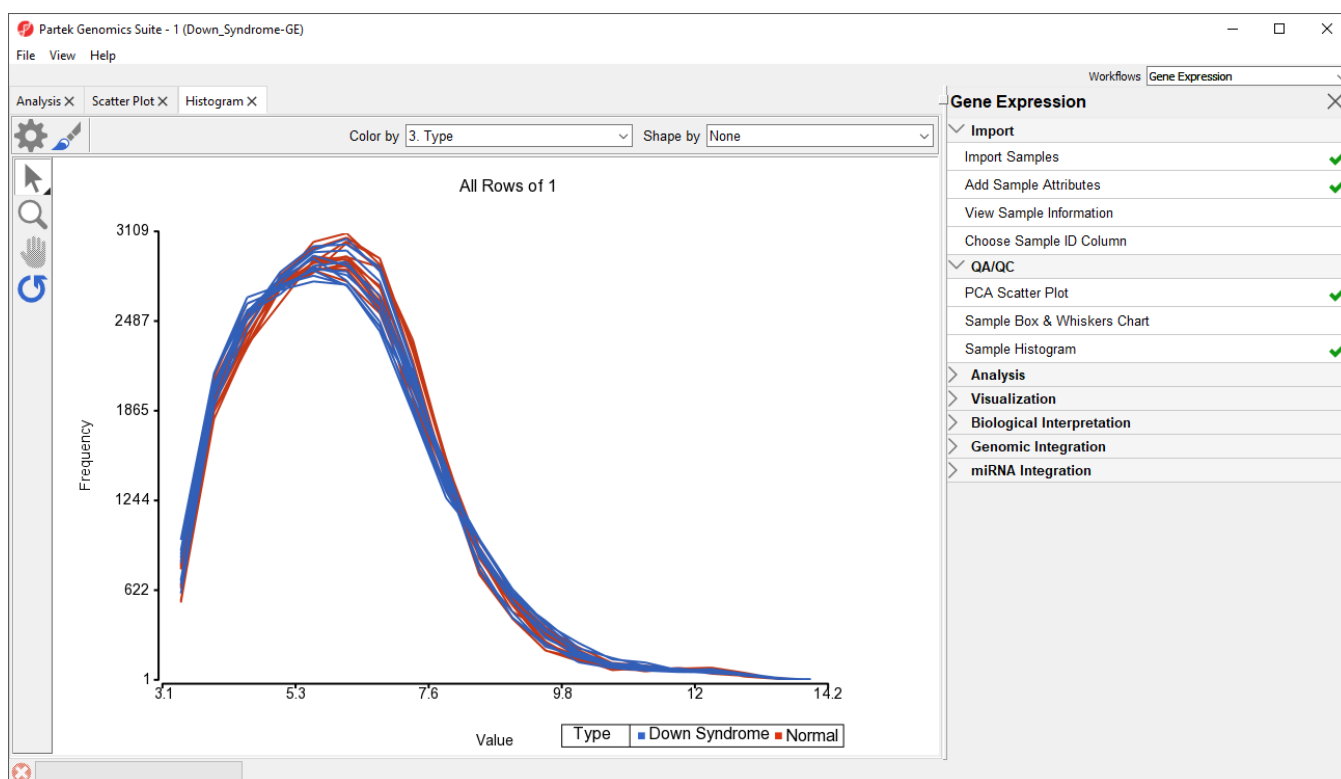 Partek Genomics Suite - 1 (Down_Syndrome-GE)
File View Help
Workflows Gene Expression
Analysis Scatter Plot Histogram
Color by 3. Type Shape by None
All Rows of 1
3109
2487
1865
1244
622
1
Frequency
3.1 5.3 7.6 9.8 12 14.2
Value
Type Down Syndrome Normal
Gene Expression
Import
Import Samples
Add Sample Attributes
View Sample Information
Choose Sample ID Column
QA/QC
PCA Scatter Plot
Sample Box & Whiskers Chart
Sample Histogram
Analysis
Visualization
Biological Interpretation
Genomic Integration
miRNA Integration